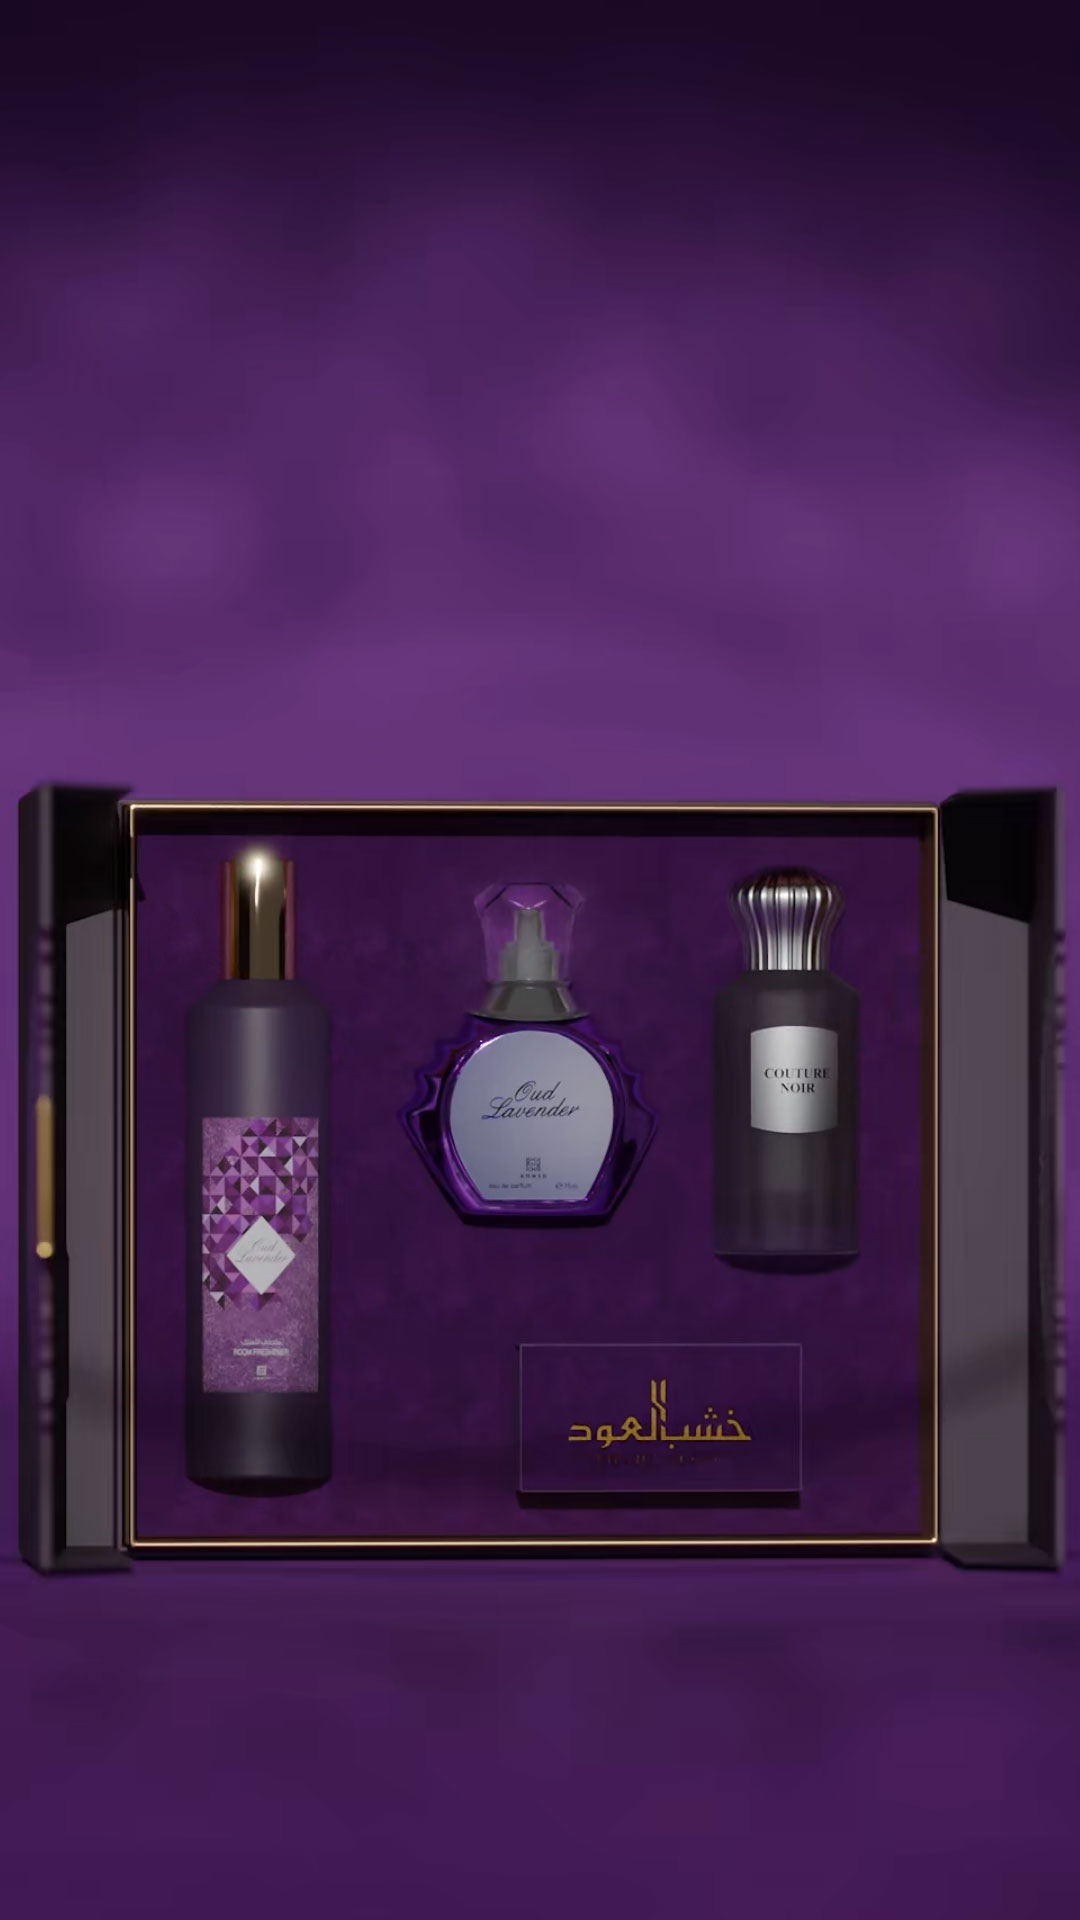 Oud
Lavender
eau de parfum
COUTURE
NOIR
Oud
Lavender
ROOM FRESHENER
خشب العود